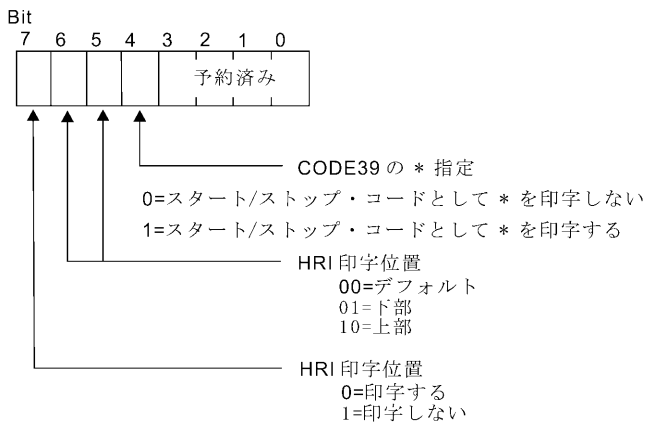 Bit
7 6 5 4 3 2 1 0
予約済み
CODE39 の * 指定
0=スタート/ストップ・コードとして * を印字しない
1=スタート/ストップ・コードとして * を印字する
HRI 印字位置
00=デフォルト
01=下部
10=上部
HRI 印字位置
0=印字する
1=印字しない